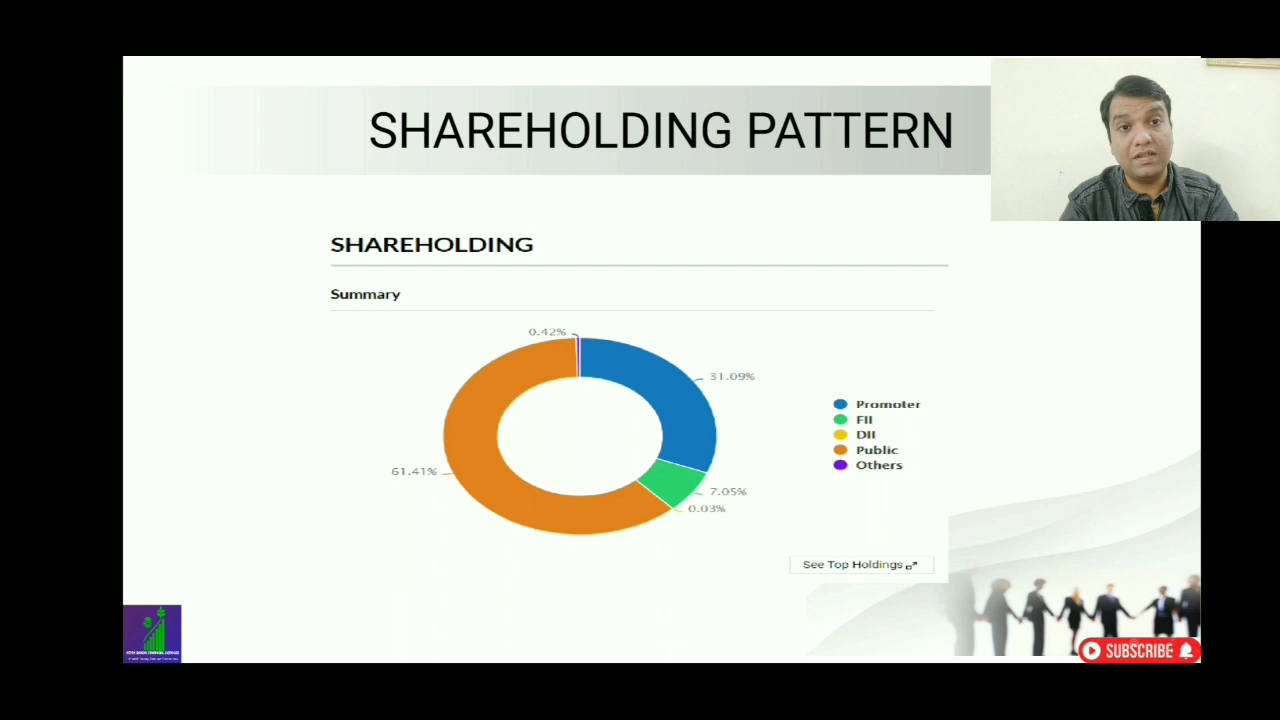 SHAREHOLDING PATTERN
SHAREHOLDING
Summary
0.42%
31.09%
61.41%
7.05%
0.03%
Promoter
FII
DII
Public
Others
See Top Holdings
SUBSCRIBE